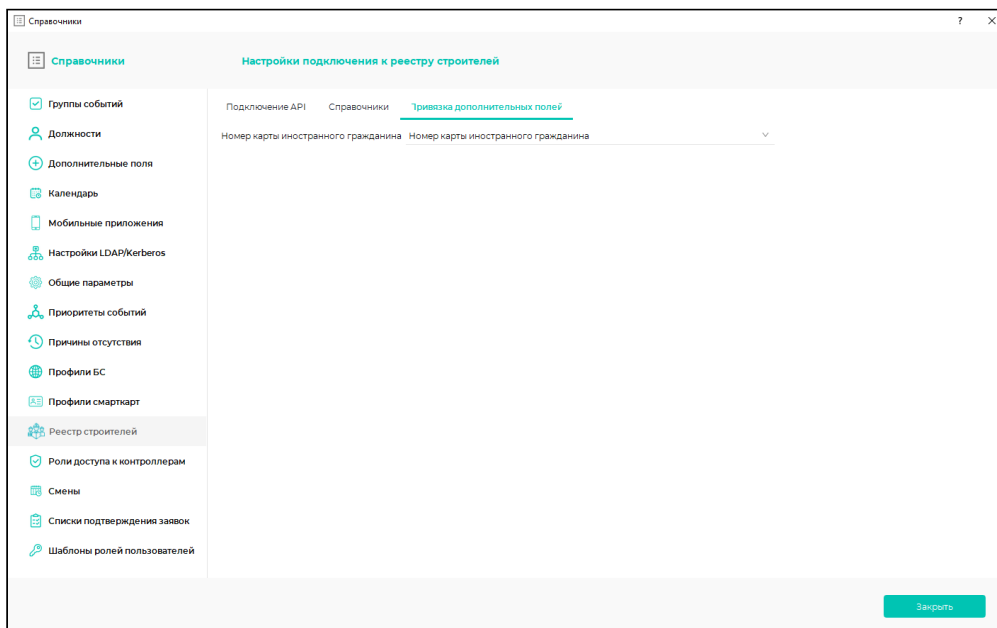 Справочники
? ×
Справочники
Настройки подключения к реестру строителей
Группы событий
Должности
Дополнительные поля
Календарь
Мобильные приложения
Настройки LDAP/Kerberos
Общие параметры
Приоритеты событий
Причины отсутствия
Профили БС
Профили смарткарт
Реестр строителей
Роли доступа к контроллерам
Смены
Списки подтверждения заявок
Шаблоны ролей пользователей
Подключение API Справочники Привязка дополнительных полей
Номер карты иностранного гражданина Номер карты иностранного гражданина
Закрыть